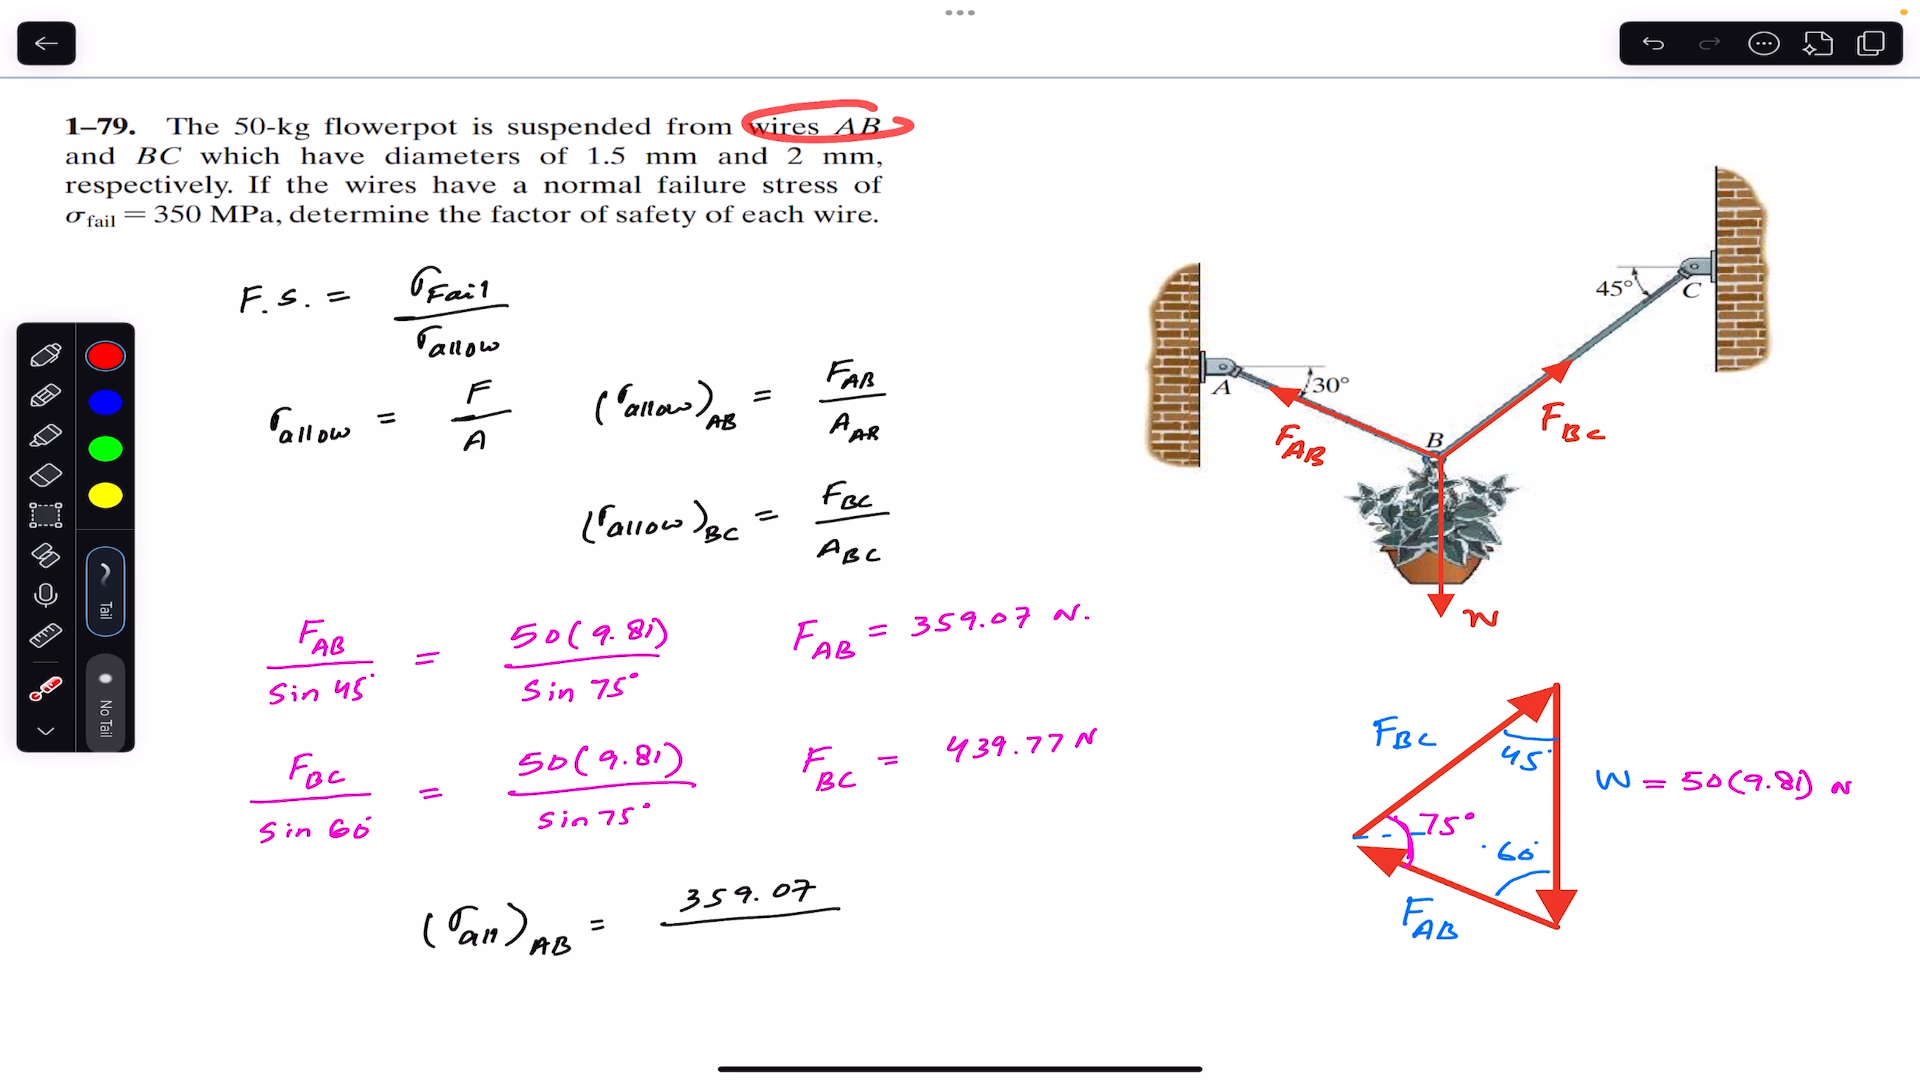 1–79. The 50-kg flowerpot is suspended from wires AB
and BC which have diameters of 1.5 mm and 2 mm,
respectively. If the wires have a normal failure stress of
σfail = 350 MPa, determine the factor of safety of each wire.
F.S. = σFail / σallow
σallow = F / A
(σallow)AB = FAB / AAB
(σallow)BC = FBC / ABC
FAB / Sin 45° = 50(9.81) / Sin 75°
FAB = 359.07 N.
FBC / Sin 60° = 50(9.81) / Sin 75°
FBC = 439.77 N
(σall)AB = 359.07
45°
C
A
30°
B
FAB
FBC
W
FBC
45°
W = 50(9.81) N
75°
60°
FAB
Tail
No Tail